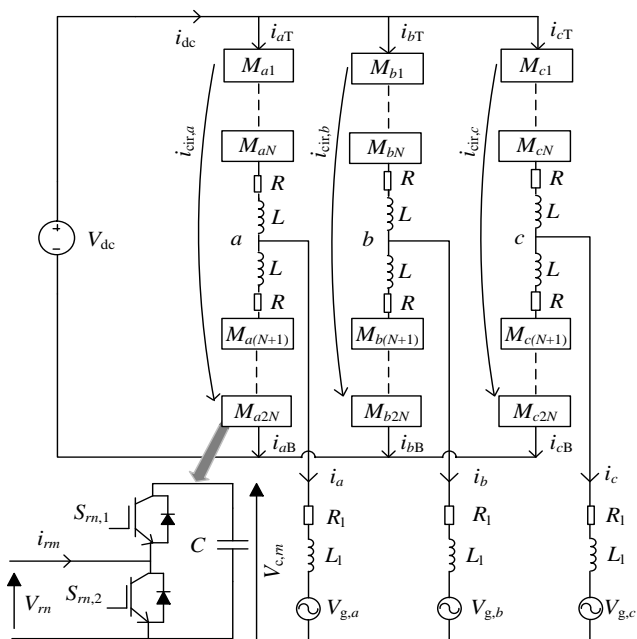 i_dc i_aT i_bT i_cT
M_a1 M_b1 M_c1
i_cir,a i_cir,b i_cir,c
M_aN M_bN M_cN
R R R
L L L
V_dc a b c
L L L
R R R
M_a(N+1) M_b(N+1) M_c(N+1)
M_a2N M_b2N M_c2N
i_aB i_bB i_cB
i_a i_b i_c
S_rn,1 C V_c,rn R_l R_l R_l
i_rm L_l L_l L_l
S_rn,2
V_rn V_g,a V_g,b V_g,c